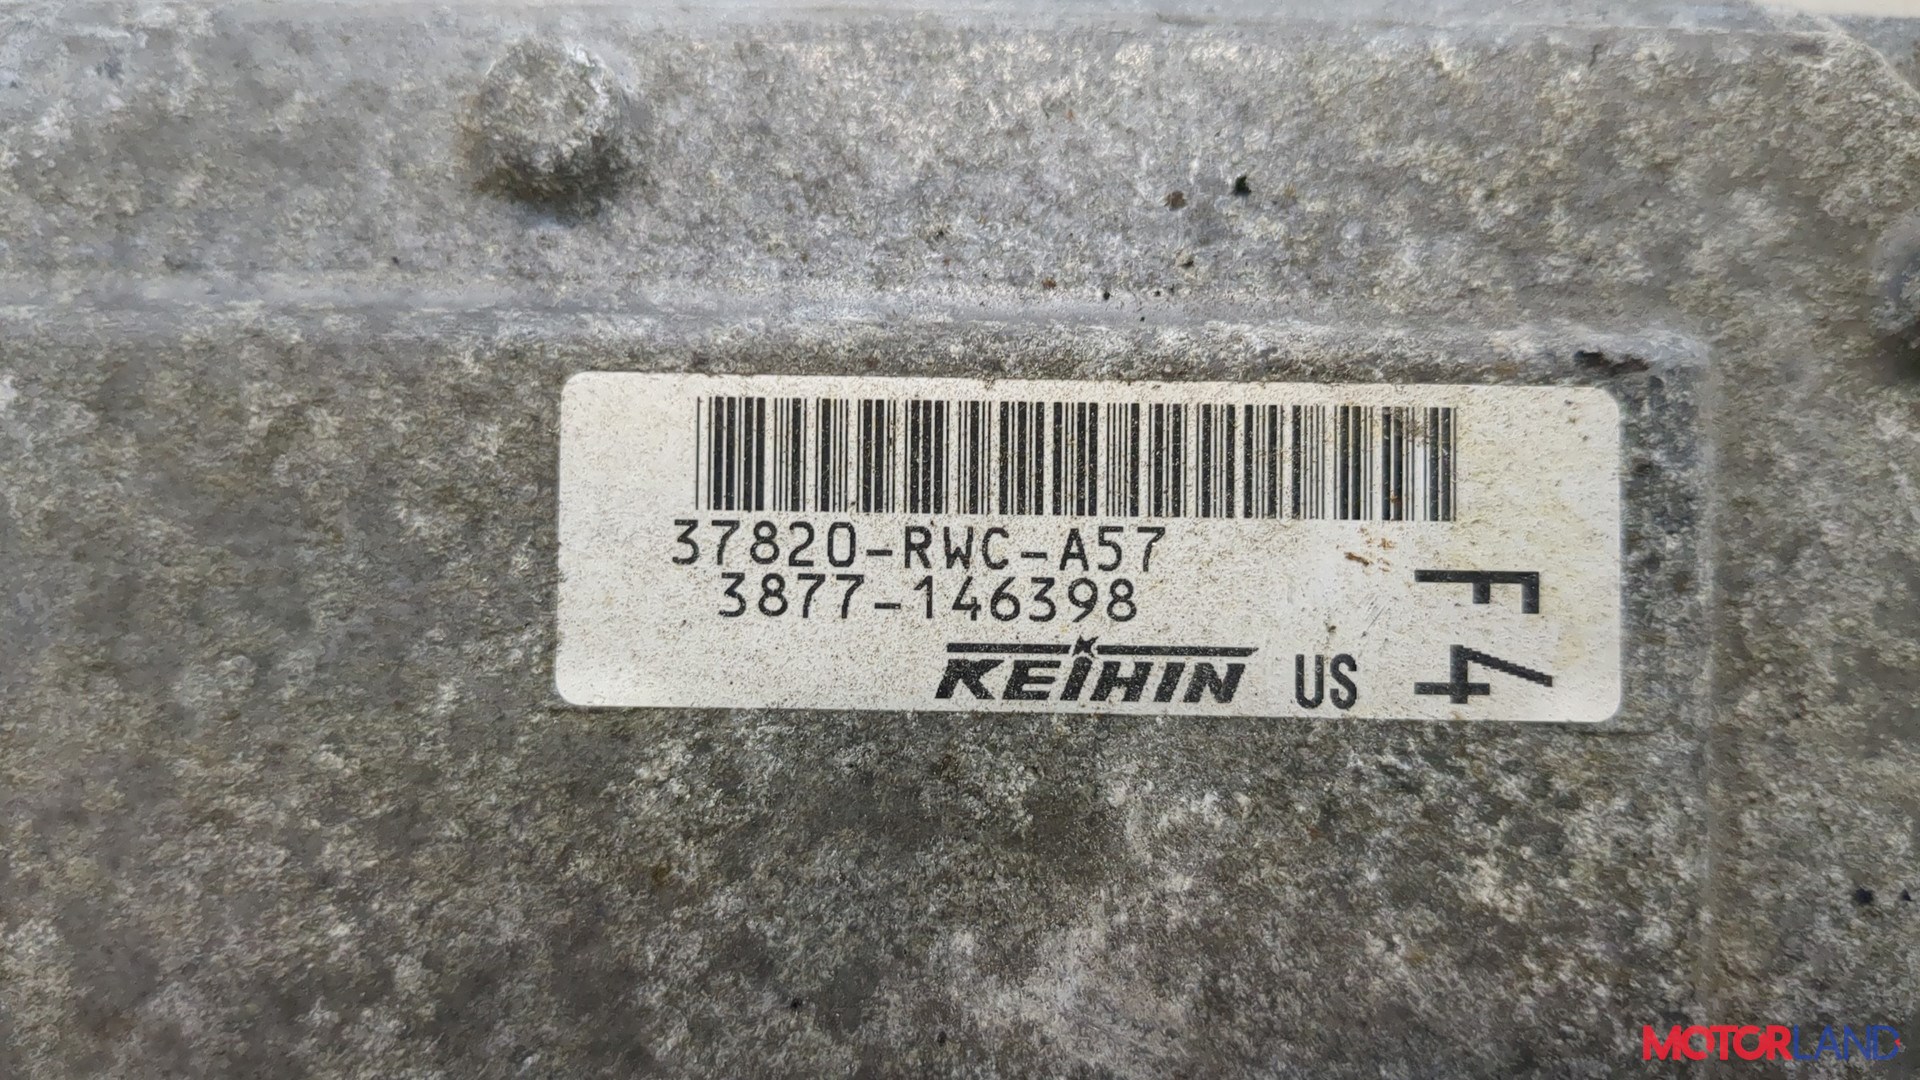 37820-RWC-A57
3877-146398
KEIHIN US
F4
MOTORLAND